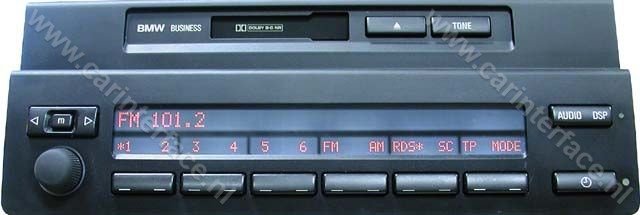 BMW BUSINESS DOLBY B-C NR TONE
FM 101.2
m AUDIO DSP
*1 2 3 4 5 6 FM AM RDS* SC TP MODE
www.carinterface.nl
www.carinterface.nl
www.carinterface.nl